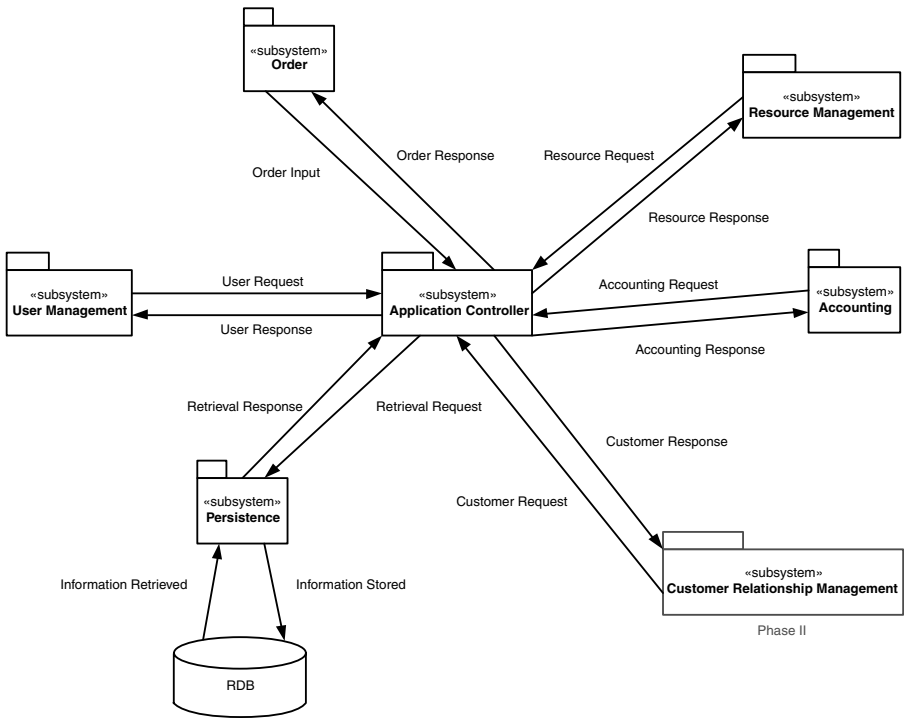 «subsystem»
Order
«subsystem»
Resource Management
Order Response
Resource Request
Order Input
Resource Response
User Request
Accounting Request
«subsystem»
User Management
«subsystem»
Application Controller
«subsystem»
Accounting
User Response
Accounting Response
Retrieval Response
Retrieval Request
Customer Response
Customer Request
«subsystem»
Persistence
Information Retrieved
Information Stored
«subsystem»
Customer Relationship Management
Phase II
RDB